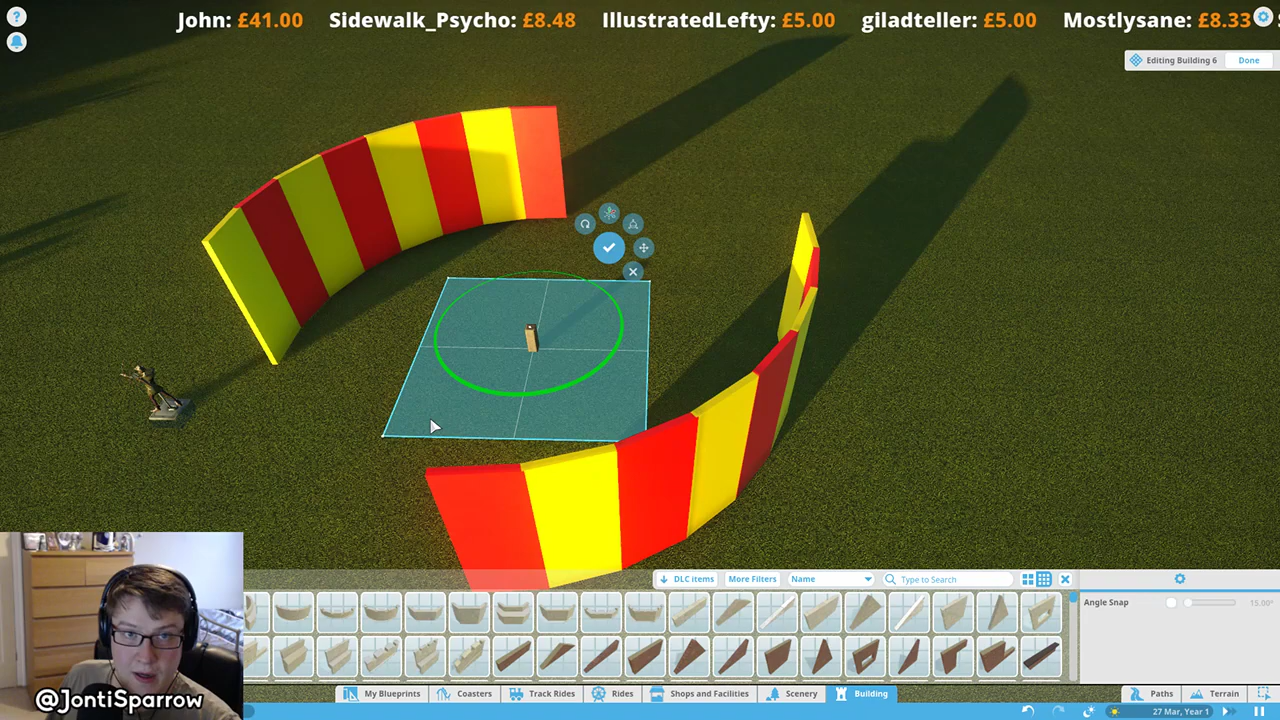 John: £41.00 Sidewalk_Psycho: £8.48 IllustratedLefty: £5.00 giladteller: £5.00 Mostlysane: £8.33
Editing Building 6 Done
DLC items More Filters Name Type to Search
Angle Snap 15.00°
@JontiSparrow
My Blueprints Coasters Track Rides Rides Shops and Facilities Scenery Building Paths Terrain
27 Mar, Year 1